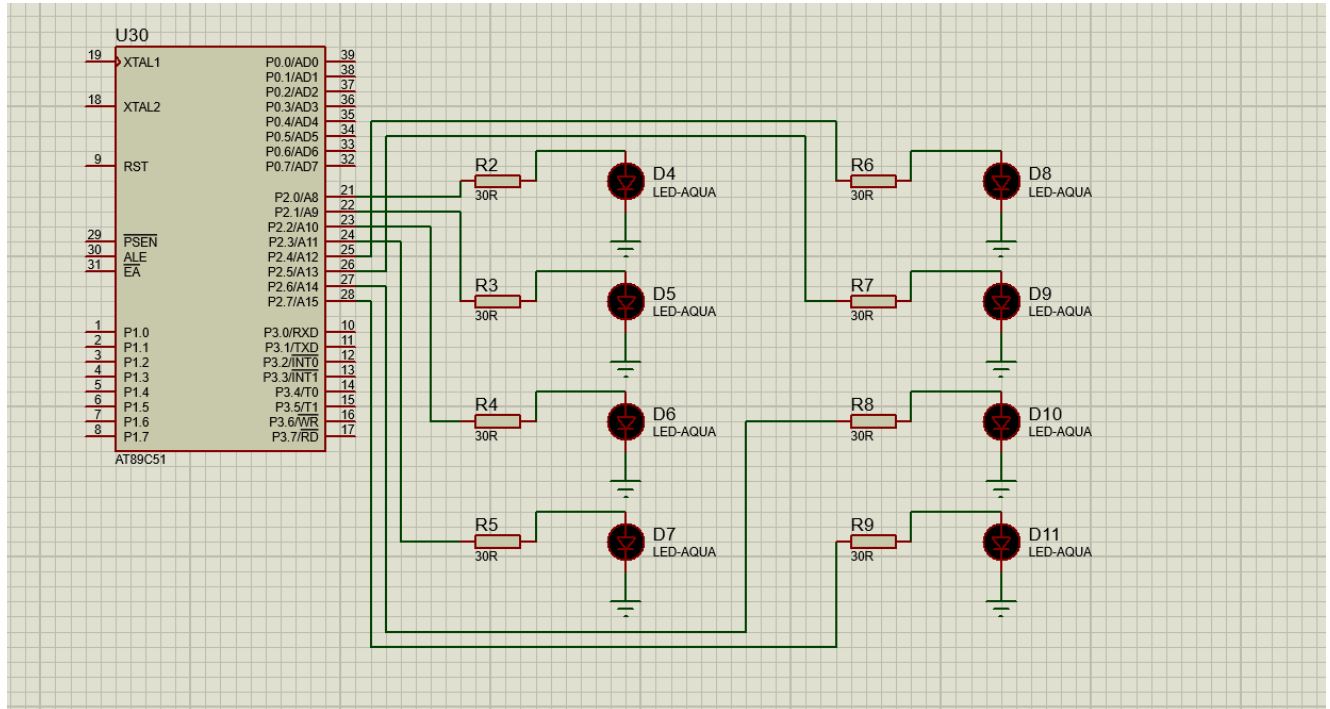 U30
19 XTAL1 P0.0/AD0 39
P0.1/AD1 38
P0.2/AD2 37
18 XTAL2 P0.3/AD3 36
P0.4/AD4 35
P0.5/AD5 34
P0.6/AD6 33
9 RST P0.7/AD7 32
P2.0/A8 21
P2.1/A9 22
P2.2/A10 23
29 PSEN P2.3/A11 24
30 ALE P2.4/A12 25
31 EA P2.5/A13 26
P2.6/A14 27
P2.7/A15 28
1 P1.0 P3.0/RXD 10
2 P1.1 P3.1/TXD 11
3 P1.2 P3.2/INT0 12
4 P1.3 P3.3/INT1 13
5 P1.4 P3.4/T0 14
6 P1.5 P3.5/T1 15
7 P1.6 P3.6/WR 16
8 P1.7 P3.7/RD 17
AT89C51
R2
30R
D4
LED-AQUA
R6
30R
D8
LED-AQUA
R3
30R
D5
LED-AQUA
R7
30R
D9
LED-AQUA
R4
30R
D6
LED-AQUA
R8
30R
D10
LED-AQUA
R5
30R
D7
LED-AQUA
R9
30R
D11
LED-AQUA